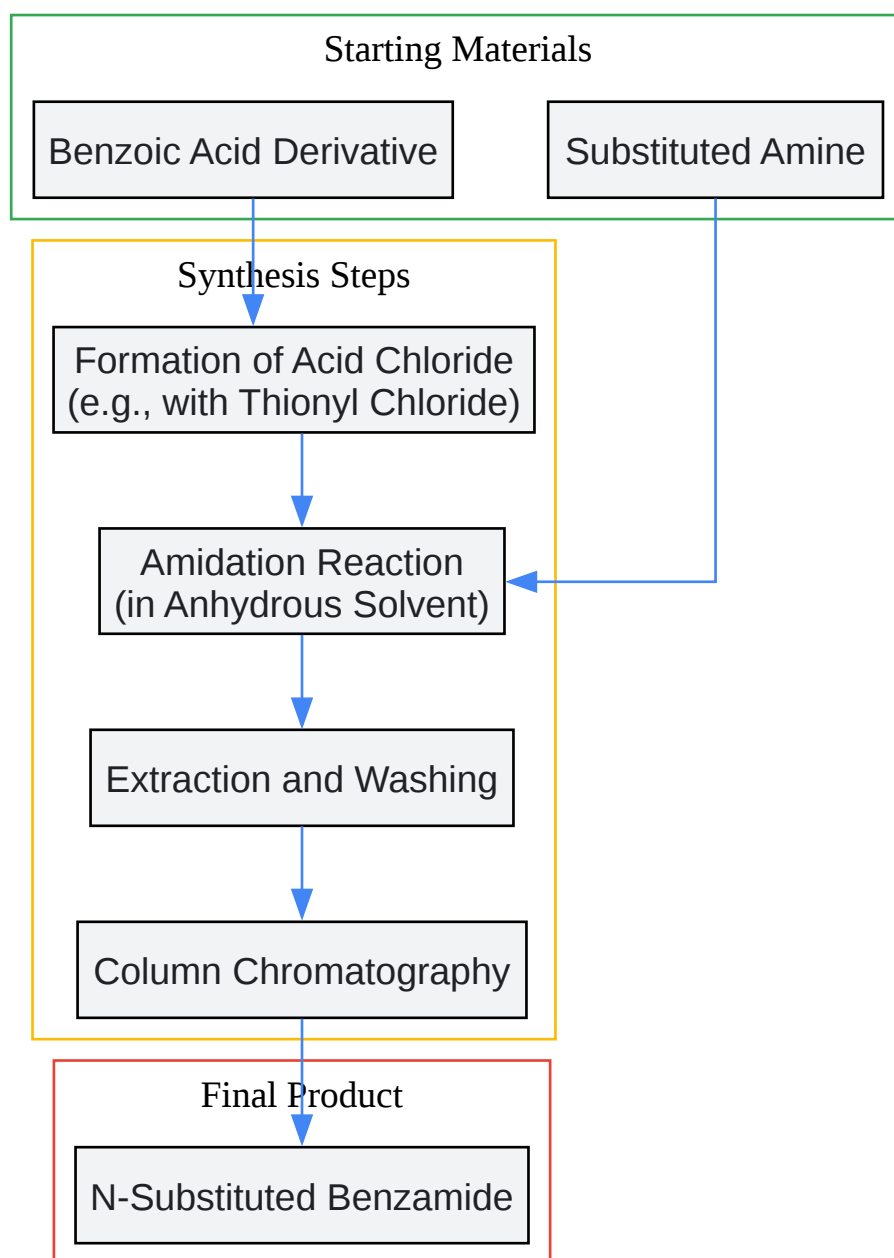 Starting Materials
Benzoic Acid Derivative
Substituted Amine
Synthesis Steps
Formation of Acid Chloride
(e.g., with Thionyl Chloride)
Amidation Reaction
(in Anhydrous Solvent)
Extraction and Washing
Column Chromatography
Final Product
N-Substituted Benzamide